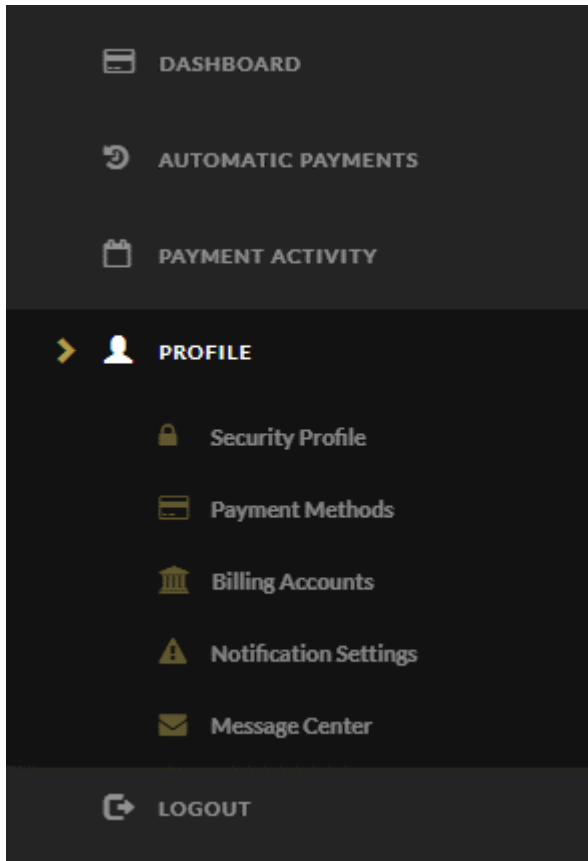 DASHBOARD
AUTOMATIC PAYMENTS
PAYMENT ACTIVITY
PROFILE
Security Profile
Payment Methods
Billing Accounts
Notification Settings
Message Center
LOGOUT